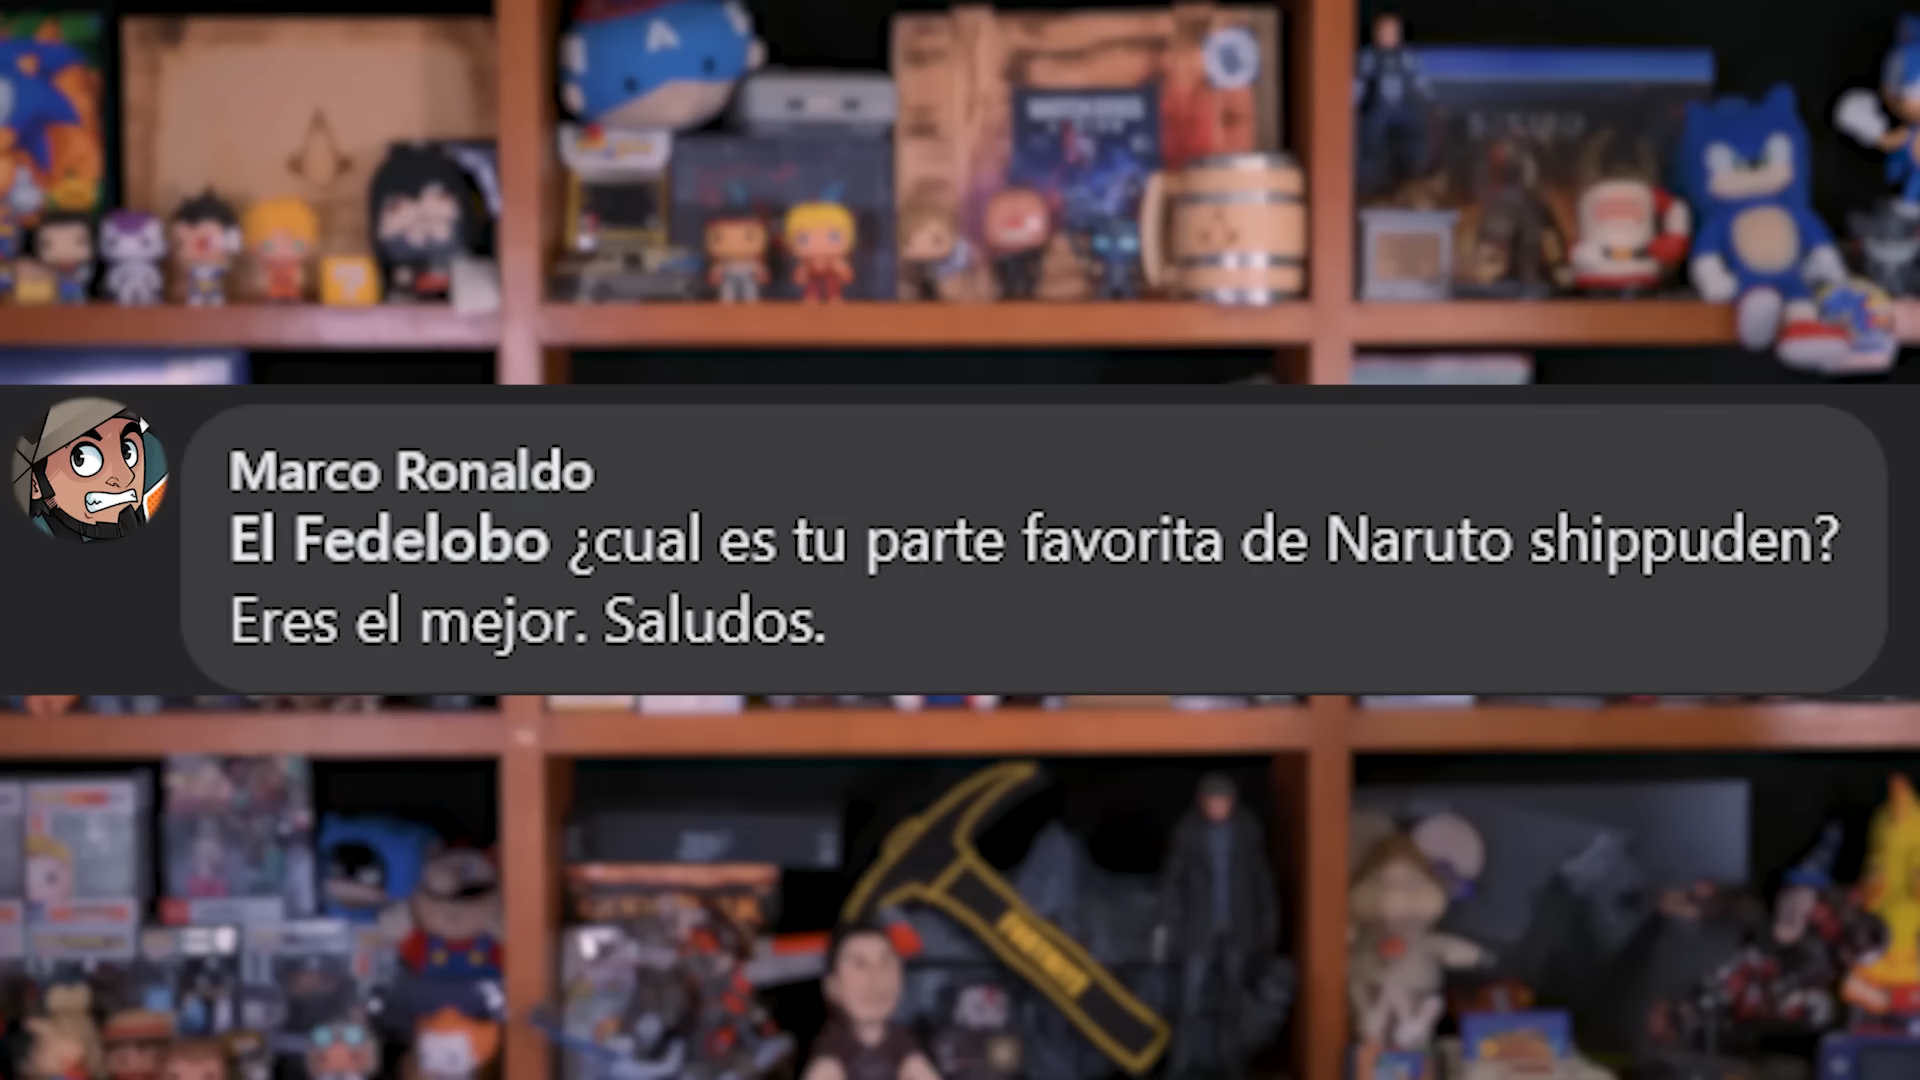 Marco Ronaldo
El Fedelobo ¿cual es tu parte favorita de Naruto shippuden?
Eres el mejor. Saludos.